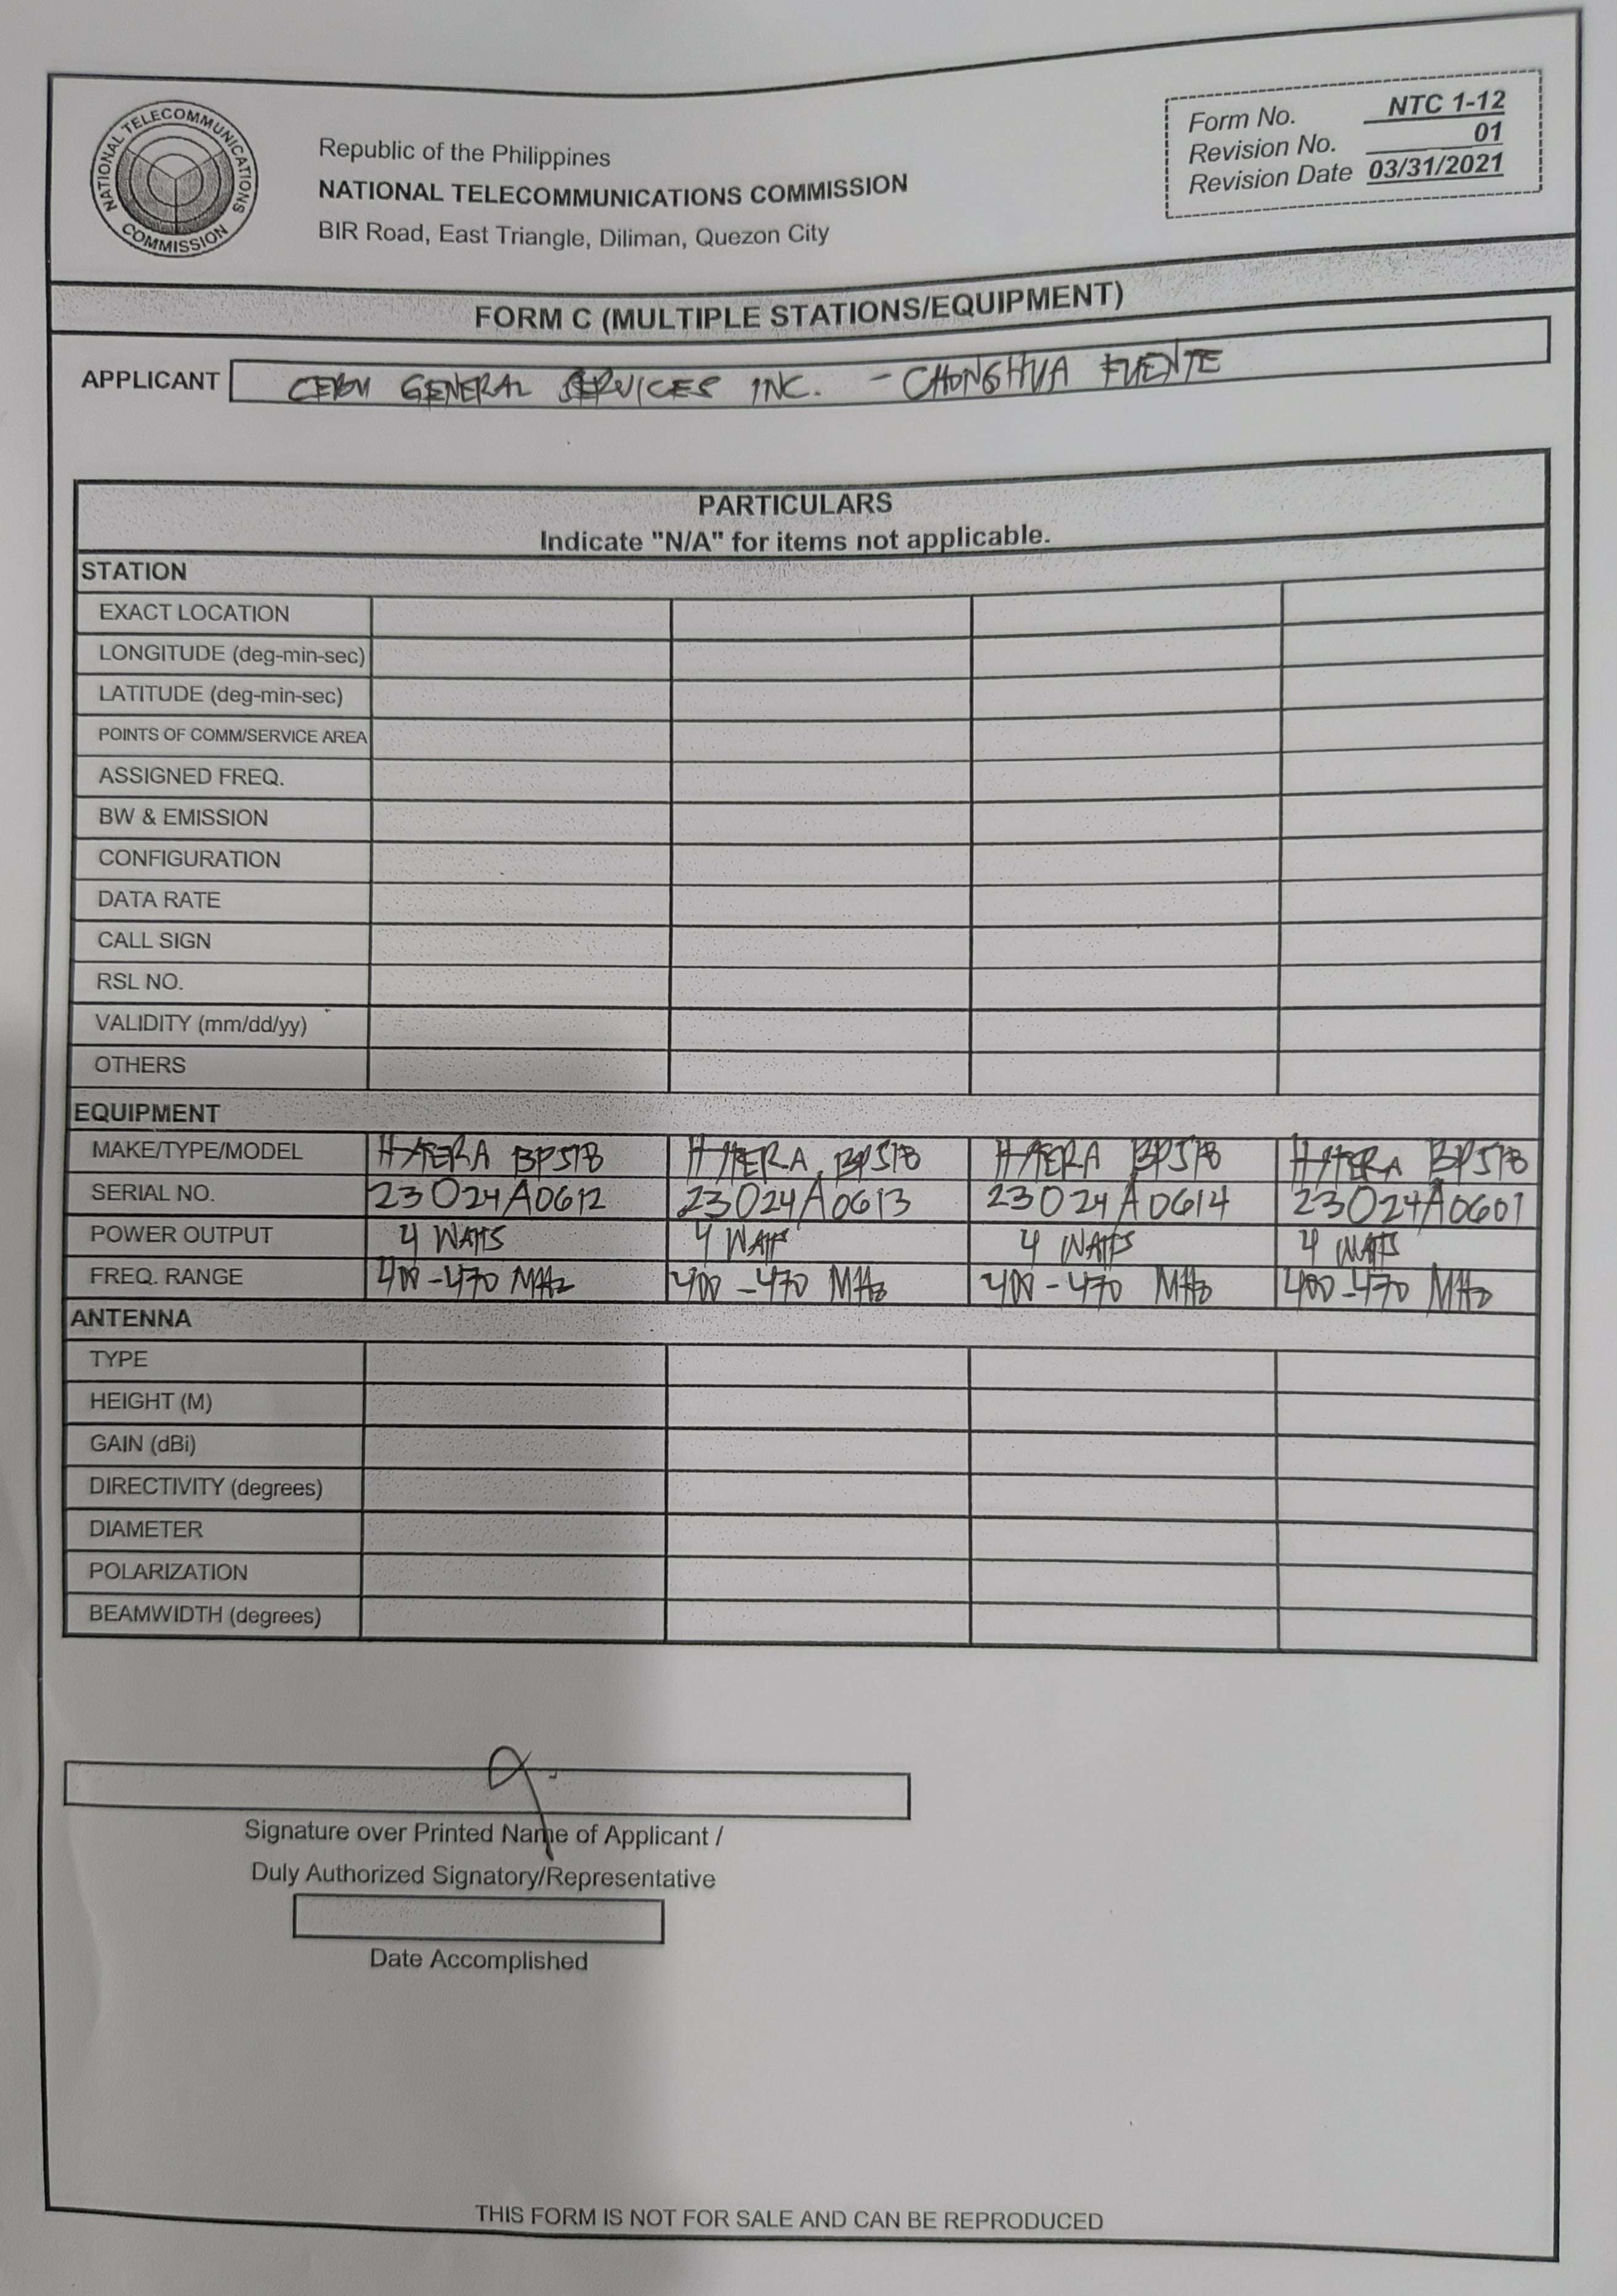 NATIONAL TELECOMMUNICATIONS COMMISSION
Republic of the Philippines
NATIONAL TELECOMMUNICATIONS COMMISSION
BIR Road, East Triangle, Diliman, Quezon City
Form No. NTC 1-12
Revision No. 01
Revision Date 03/31/2021
FORM C (MULTIPLE STATIONS/EQUIPMENT)
APPLICANT CEBU GENERAL SERVICES INC. - CHONGHUA FUENTE
PARTICULARS
Indicate "N/A" for items not applicable.
STATION
EXACT LOCATION
LONGITUDE (deg-min-sec)
LATITUDE (deg-min-sec)
POINTS OF COMM/SERVICE AREA
ASSIGNED FREQ.
BW & EMISSION
CONFIGURATION
DATA RATE
CALL SIGN
RSL NO.
VALIDITY (mm/dd/yy)
OTHERS
EQUIPMENT
MAKE/TYPE/MODEL HYTERA BP518 HYTERA BP518 HYTERA BP518 HYTERA BP518
SERIAL NO. 23024A0612 23024A0613 23024A0614 23024A0601
POWER OUTPUT 4 WATTS 4 WATT 4 WATTS 4 WATTS
FREQ. RANGE 400-470 MHz 400-470 MHz 400-470 MHz 400-470 MHz
ANTENNA
TYPE
HEIGHT (M)
GAIN (dBi)
DIRECTIVITY (degrees)
DIAMETER
POLARIZATION
BEAMWIDTH (degrees)
Signature over Printed Name of Applicant /
Duly Authorized Signatory/Representative
Date Accomplished
THIS FORM IS NOT FOR SALE AND CAN BE REPRODUCED